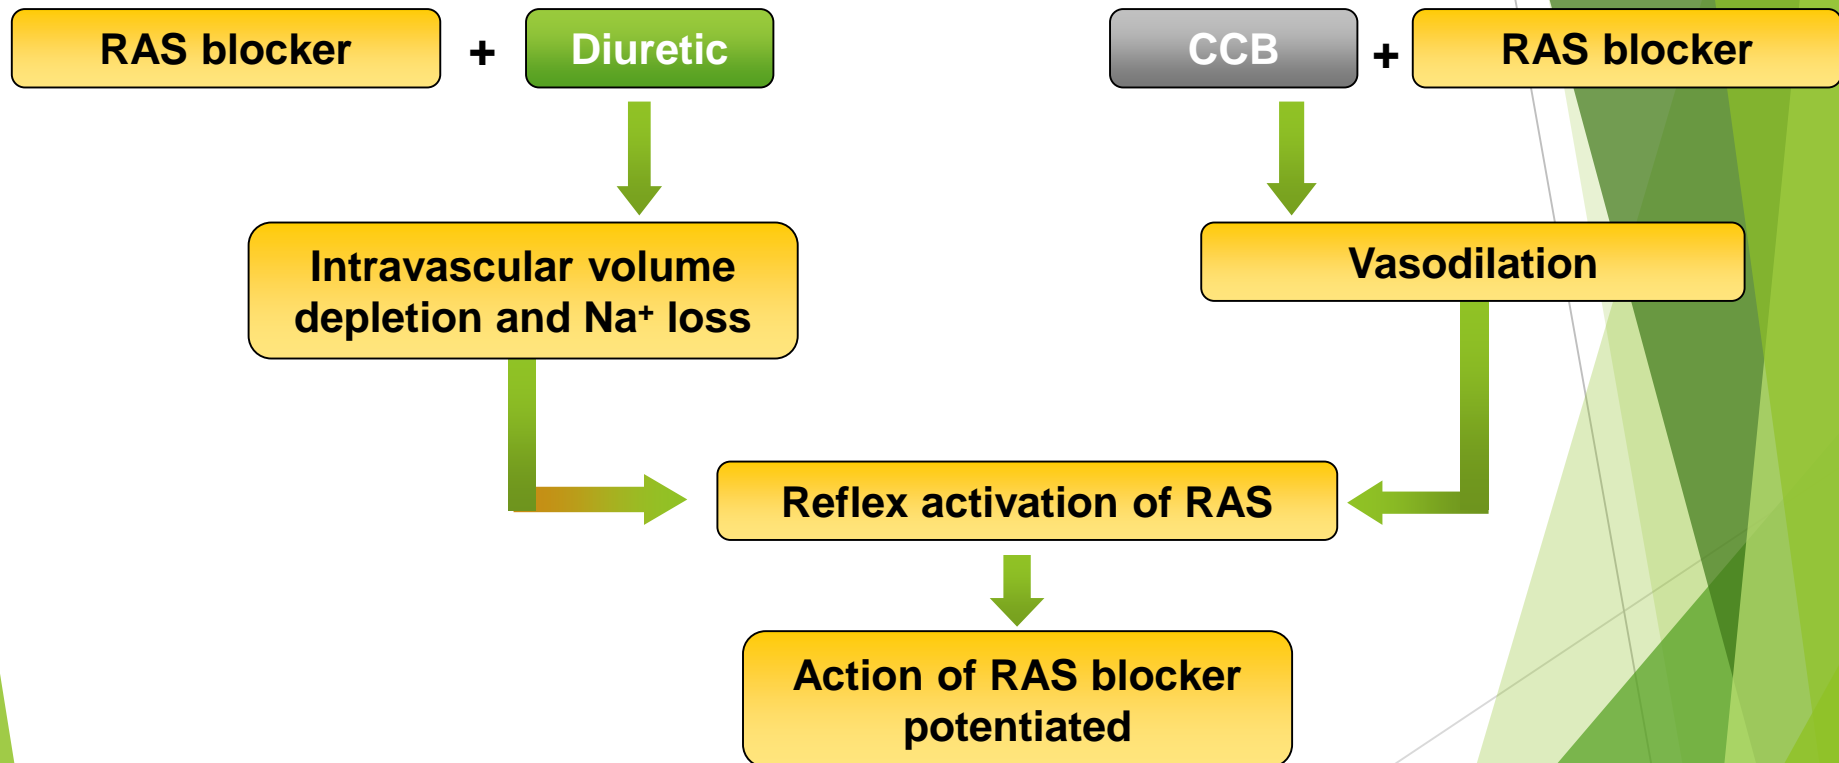 RAS blocker + Diuretic
CCB + RAS blocker
Intravascular volume
depletion and Na⁺ loss
Vasodilation
Reflex activation of RAS
Action of RAS blocker
potentiated